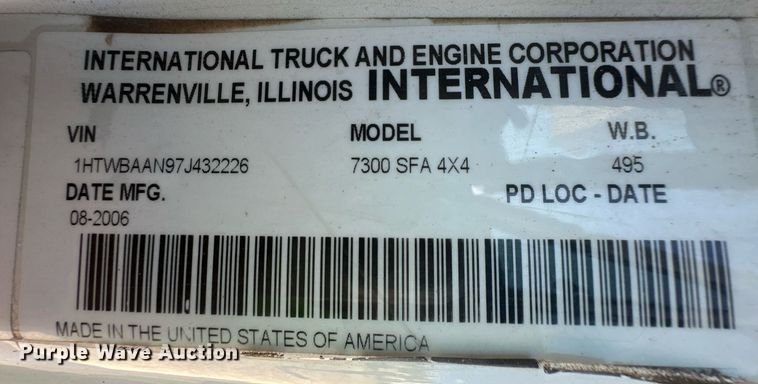 INTERNATIONAL TRUCK AND ENGINE CORPORATION
WARRENVILLE, ILLINOIS INTERNATIONAL®
VIN MODEL W.B.
1HTWBAAN97J432226 7300 SFA 4X4 495
DATE MFG. PD LOC - DATE
08-2006
MADE IN THE UNITED STATES OF AMERICA
Purple Wave Auction